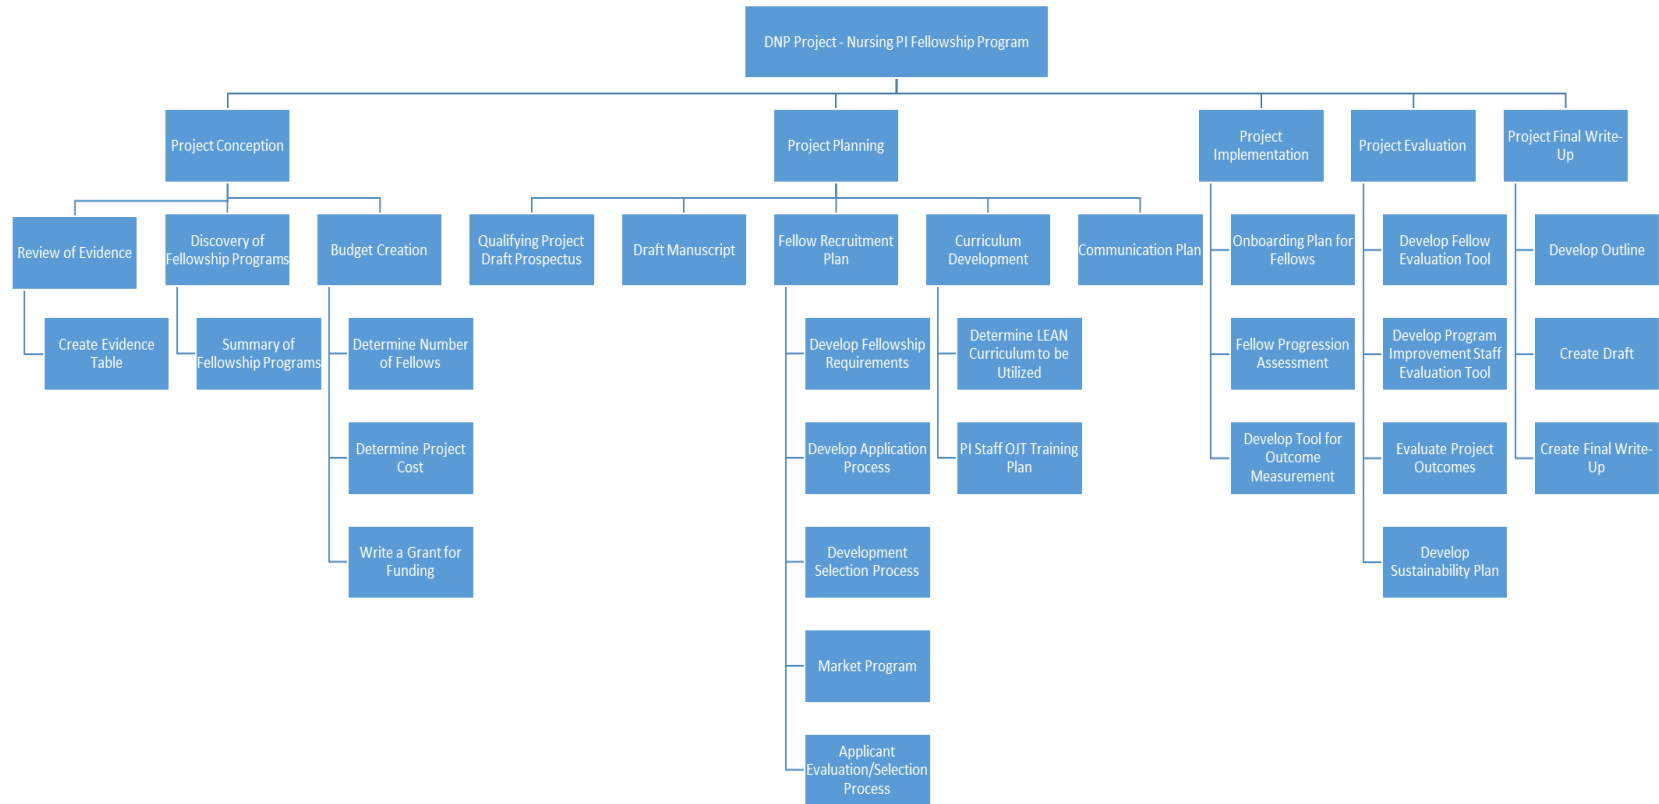 DNP Project - Nursing PI Fellowship Program
Project Conception
Project Planning
Project
Implementation
Project Evaluation
Project Final Write-
Up
Review of Evidence
Discovery of
Fellowship Programs
Budget Creation
Qualifying Project
Draft Prospectus
Draft Manuscript
Fellow Recruitment
Plan
Curriculum
Development
Communication Plan
Onboarding Plan for
Fellows
Develop Fellow
Evaluation Tool
Develop Outline
Create Evidence
Table
Summary of
Fellowship Programs
Determine Number
of Fellows
Develop Fellowship
Requirements
Determine LEAN
Curriculum to be
Utilized
Fellow Progression
Assessment
Develop Program
Improvement Staff
Evaluation Tool
Create Draft
Determine Project
Cost
Develop Application
Process
PI Staff OJT Training
Plan
Develop Tool for
Outcome
Measurement
Evaluate Project
Outcomes
Create Final Write-
Up
Write a Grant for
Funding
Development
Selection Process
Develop
Sustainability Plan
Market Program
Applicant
Evaluation/Selection
Process